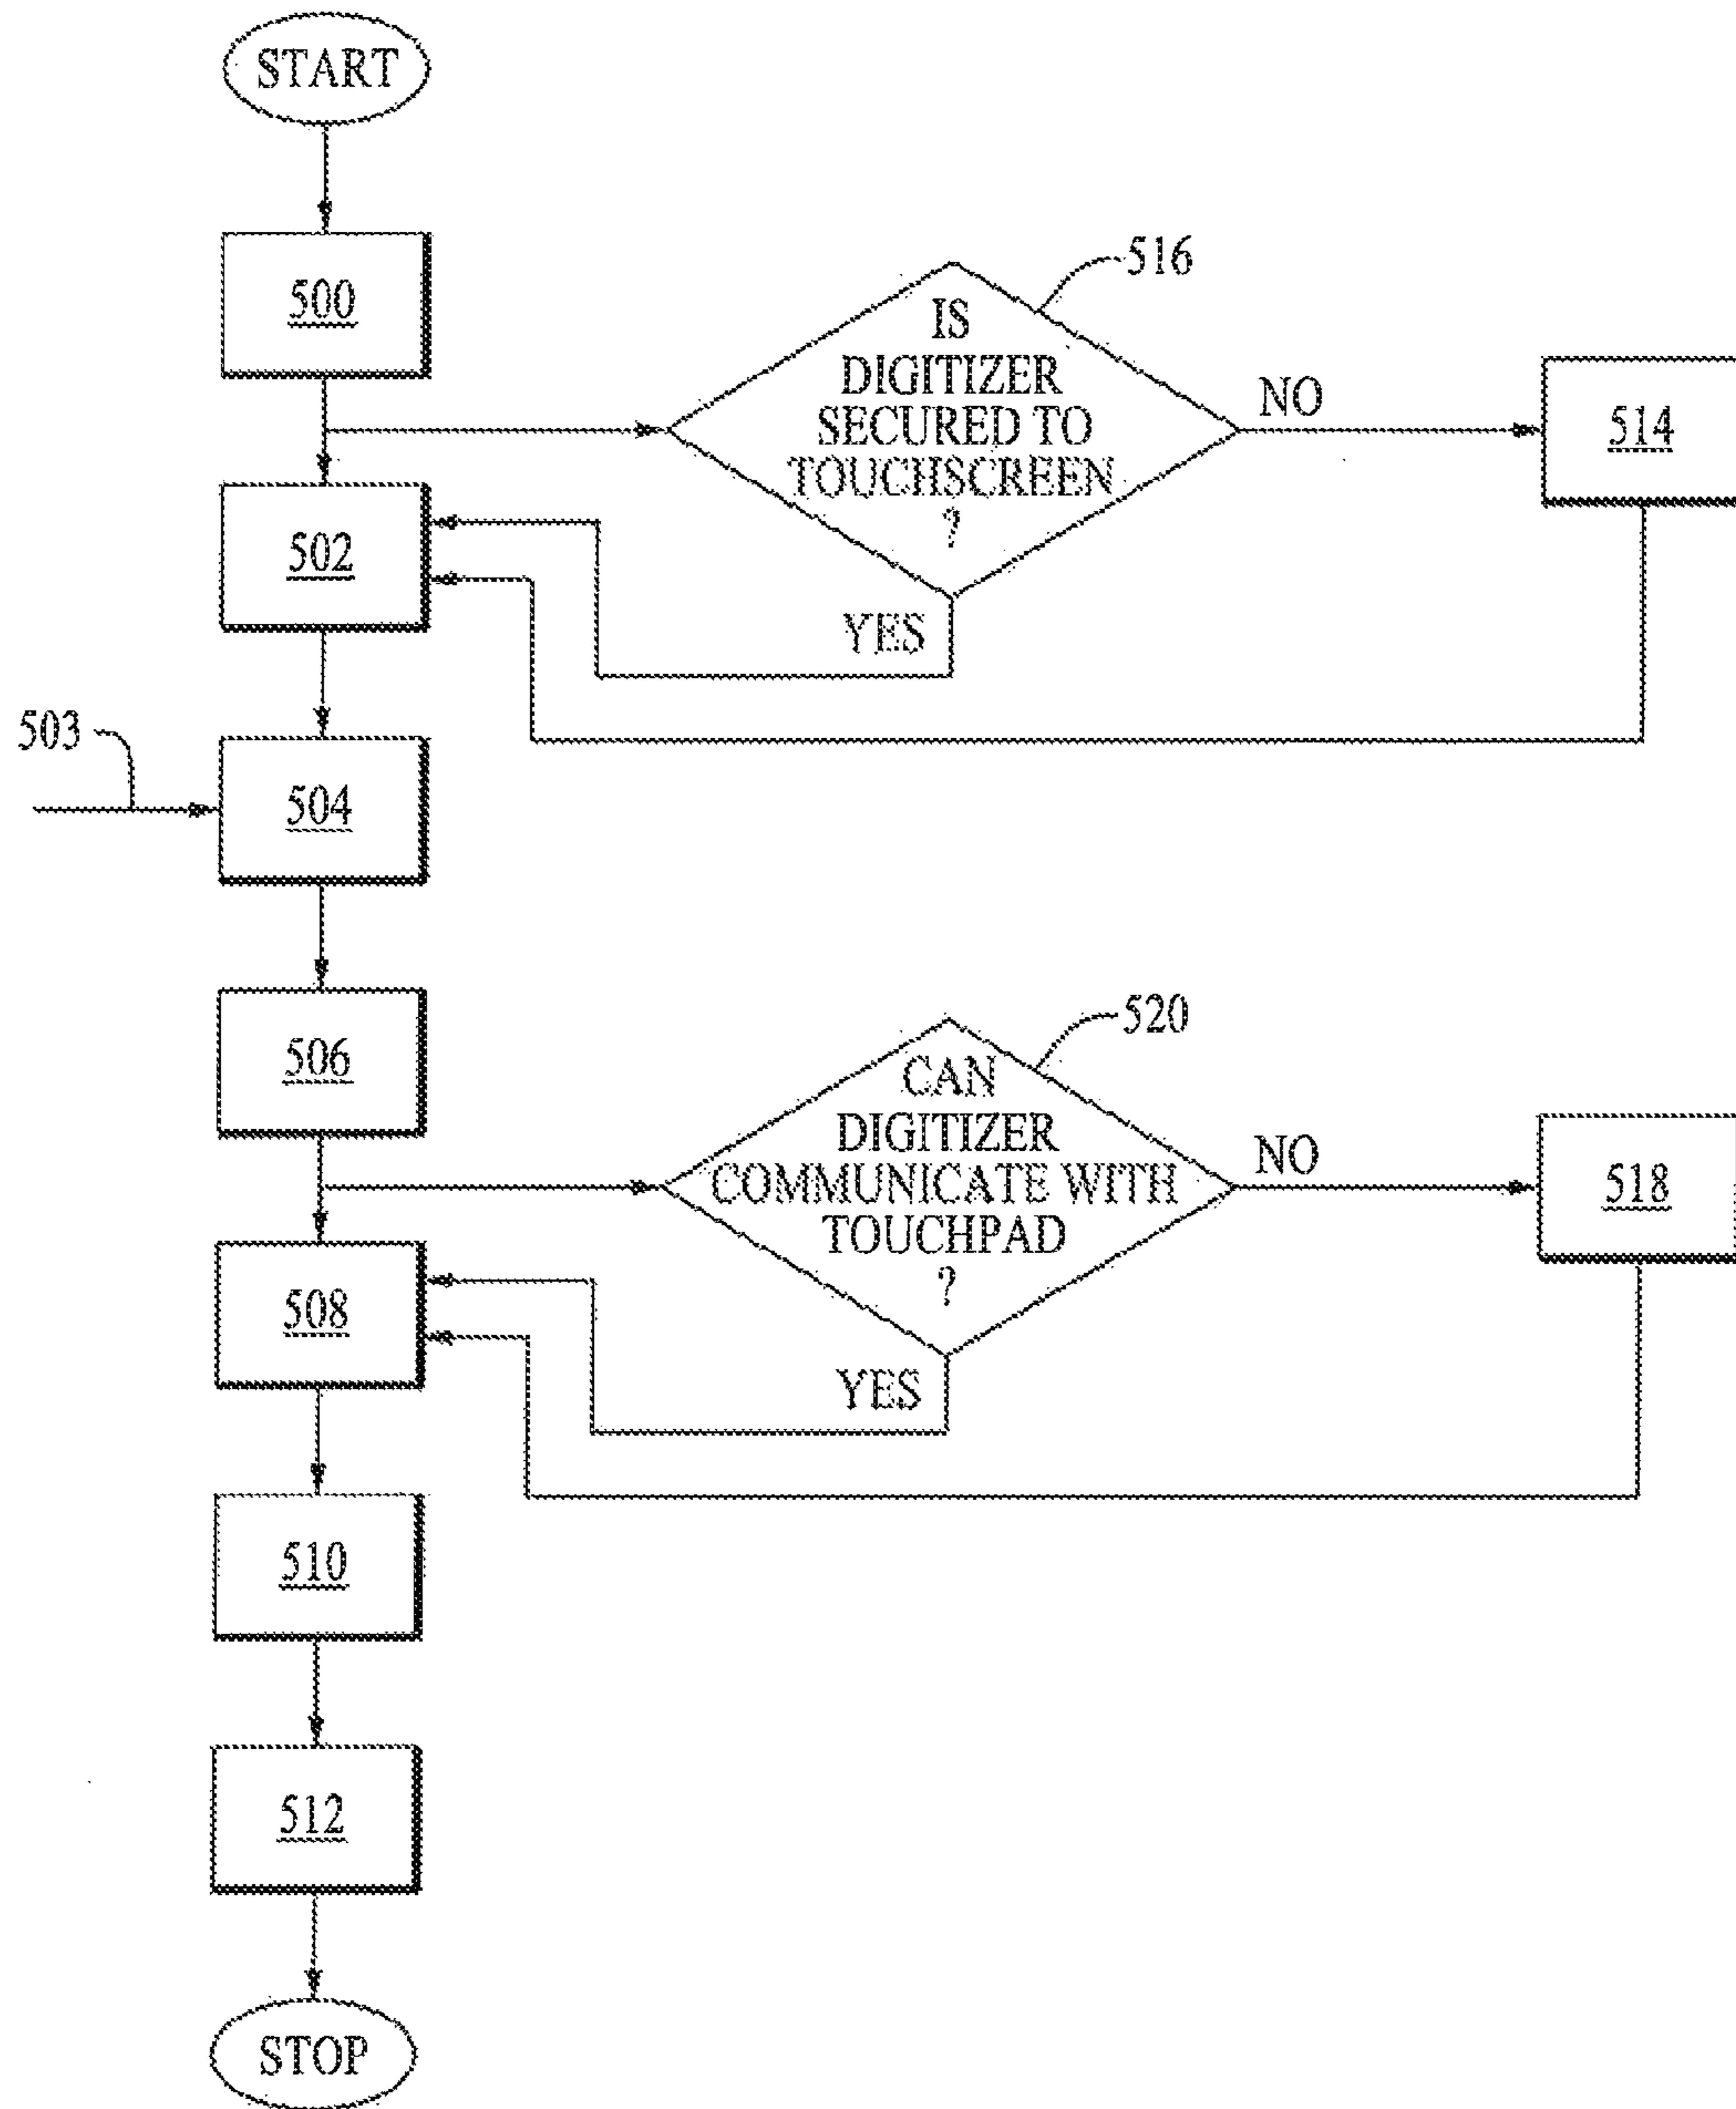 START
500
516
IS
DIGITIZER
SECURED TO
TOUCHSCREEN
?
NO
514
502
YES
503
504
506
520
CAN
DIGITIZER
COMMUNICATE WITH
TOUCHPAD
?
NO
518
508
YES
510
512
STOP